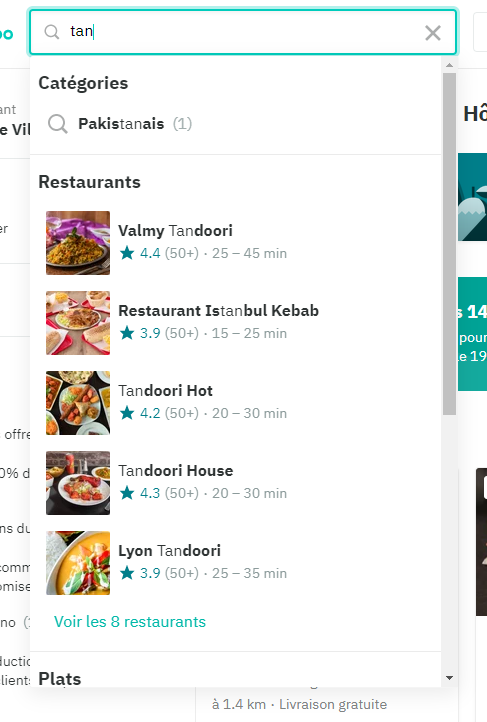 tan
Catégories
Pakistanais (1)
Restaurants
Valmy Tandoori
4.4 (50+) · 25 – 45 min
Restaurant Istanbul Kebab
3.9 (50+) · 15 – 25 min
Tandoori Hot
4.2 (50+) · 20 – 30 min
Tandoori House
4.3 (50+) · 20 – 30 min
Lyon Tandoori
3.9 (50+) · 25 – 35 min
Voir les 8 restaurants
Plats
à 1.4 km · Livraison gratuite